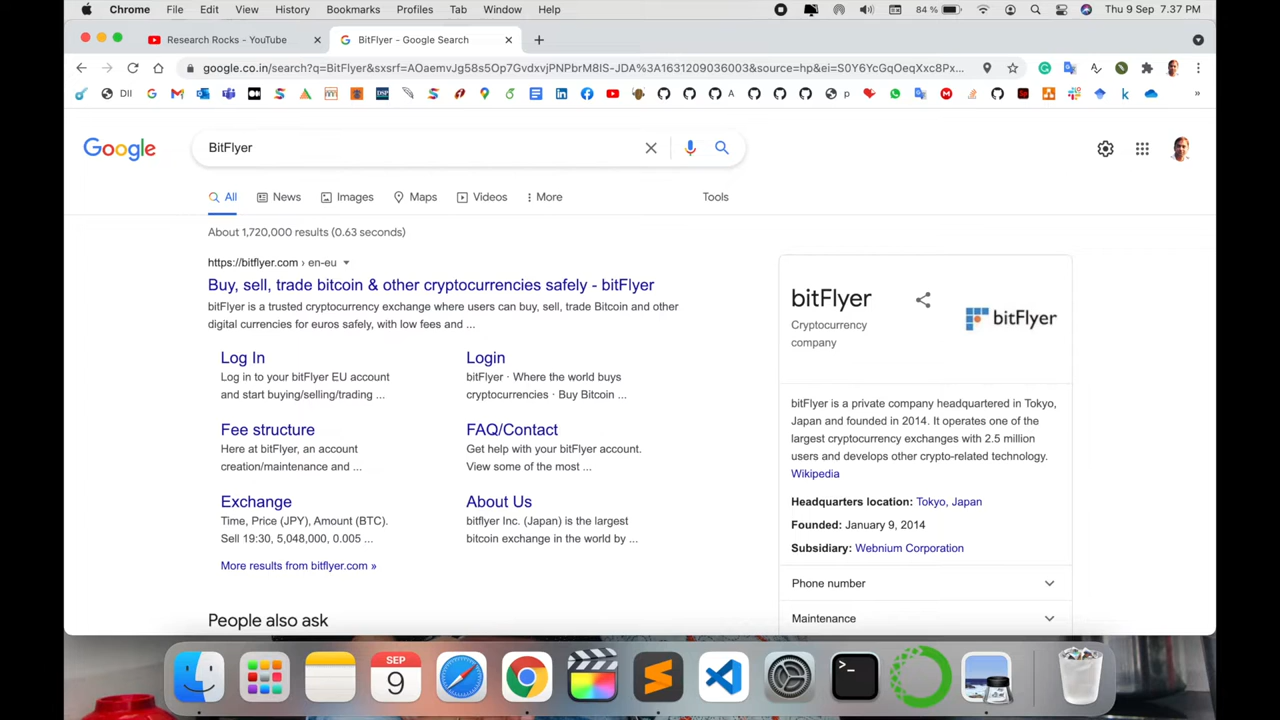 Chrome File Edit View History Bookmarks Profiles Tab Window Help 84 % Thu 9 Sep 7.37 PM
Research Rocks - YouTube BitFlyer - Google Search
google.co.in/search?q=BitFlyer&sxsrf=AOaemvJg58s5Op7GvdxvjPNPbrM8IS-JDA%3A1631209036003&source=hp&ei=S0Y6YcGqOeqXxc8Px...
DII A p
Google BitFlyer
All News Images Maps Videos More Tools
About 1,720,000 results (0.63 seconds)
https://bitflyer.com › en-eu
Buy, sell, trade bitcoin & other cryptocurrencies safely - bitFlyer
bitFlyer is a trusted cryptocurrency exchange where users can buy, sell, trade Bitcoin and other
digital currencies for euros safely, with low fees and ...
Log In
Log in to your bitFlyer EU account
and start buying/selling/trading ...
Login
bitFlyer · Where the world buys
cryptocurrencies · Buy Bitcoin ...
Fee structure
Here at bitFlyer, an account
creation/maintenance and ...
FAQ/Contact
Get help with your bitFlyer account.
View some of the most ...
Exchange
Time, Price (JPY), Amount (BTC).
Sell 19:30, 5,048,000, 0.005 ...
About Us
bitflyer Inc. (Japan) is the largest
bitcoin exchange in the world by ...
More results from bitflyer.com »
People also ask
bitFlyer
Cryptocurrency
company
bitFlyer
bitFlyer is a private company headquartered in Tokyo,
Japan and founded in 2014. It operates one of the
largest cryptocurrency exchanges with 2.5 million
users and develops other crypto-related technology.
Wikipedia
Headquarters location: Tokyo, Japan
Founded: January 9, 2014
Subsidiary: Webnium Corporation
Phone number
Maintenance
SEP
9